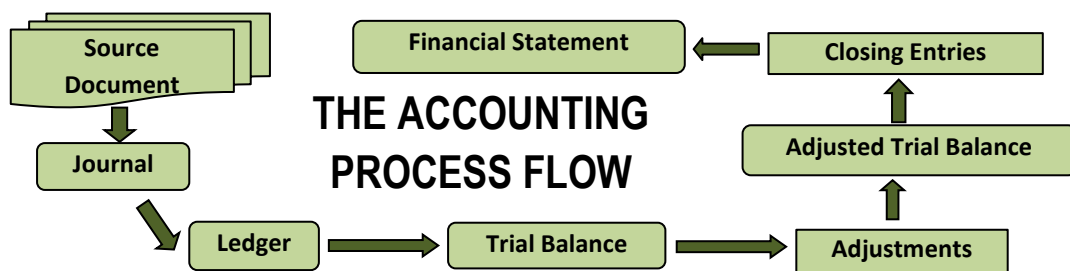 Source
Document
Journal
Ledger
Trial Balance
Adjustments
Adjusted Trial Balance
Closing Entries
Financial Statement
THE ACCOUNTING
PROCESS FLOW